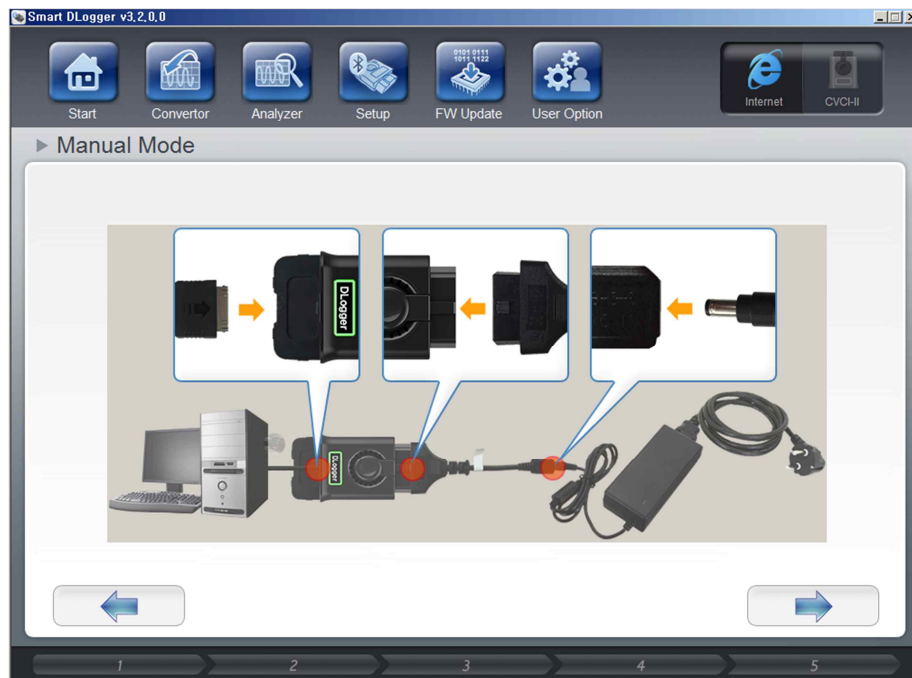 Smart DLogger v3,2,0,0
0101 0111
1011 1122
Start
Convertor
Analyzer
Setup
FW Update
User Option
Internet
CVCI-II
Manual Mode
DLogger
DLogger
1
2
3
4
5